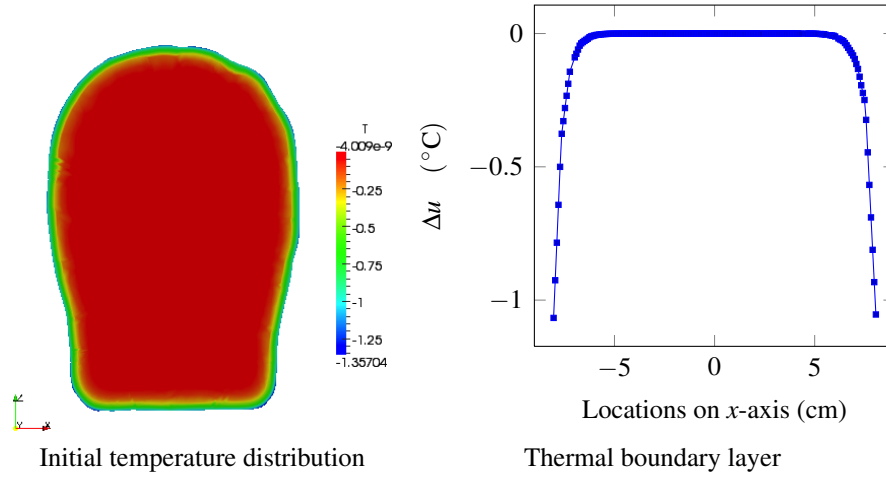 T
-4.009e-9
-0.25
-0.5
-0.75
-1
-1.25
-1.35704
Z
Y
X
Initial temperature distribution
0
−0.5
−1
Δu (°C)
−5
0
5
Locations on x-axis (cm)
Thermal boundary layer